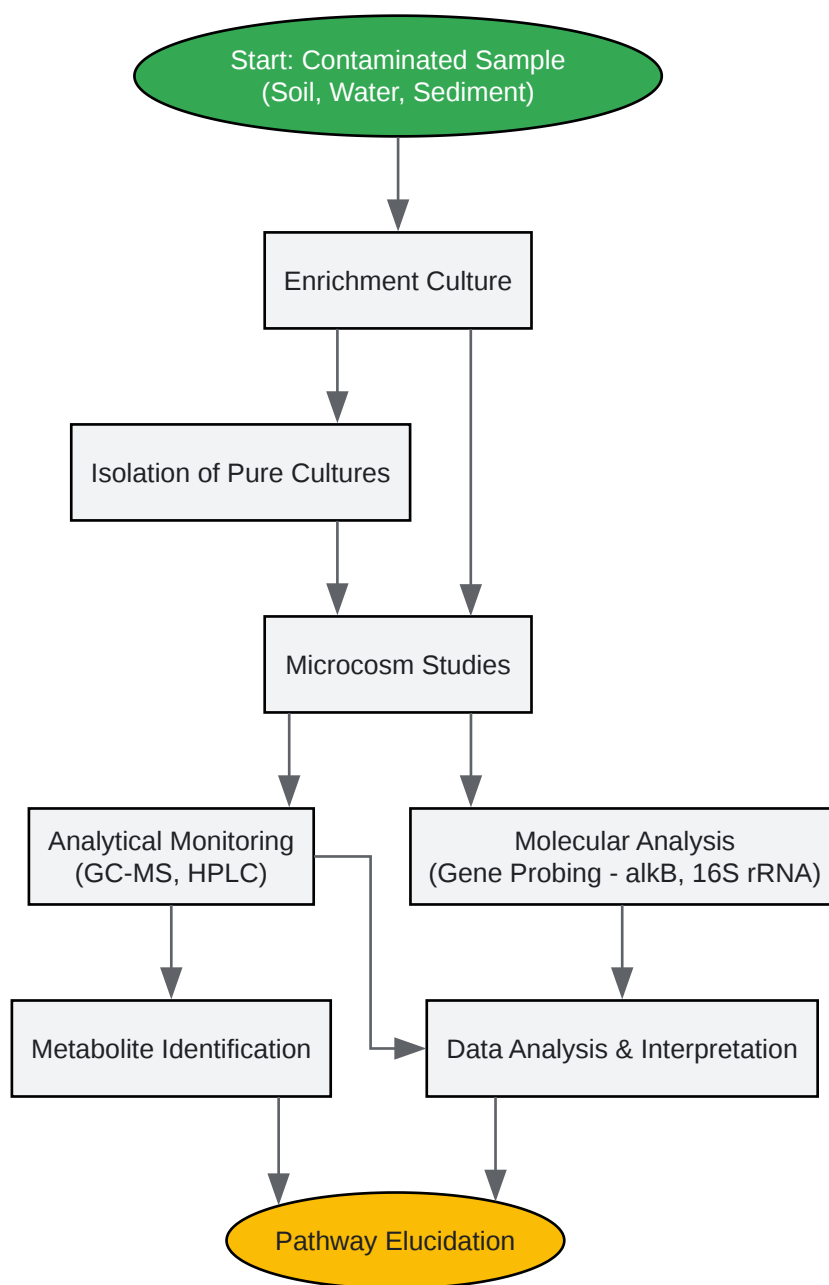 Start: Contaminated Sample
(Soil, Water, Sediment)
Enrichment Culture
Isolation of Pure Cultures
Microcosm Studies
Analytical Monitoring
(GC-MS, HPLC)
Molecular Analysis
(Gene Probing - alkB, 16S rRNA)
Metabolite Identification
Data Analysis & Interpretation
Pathway Elucidation